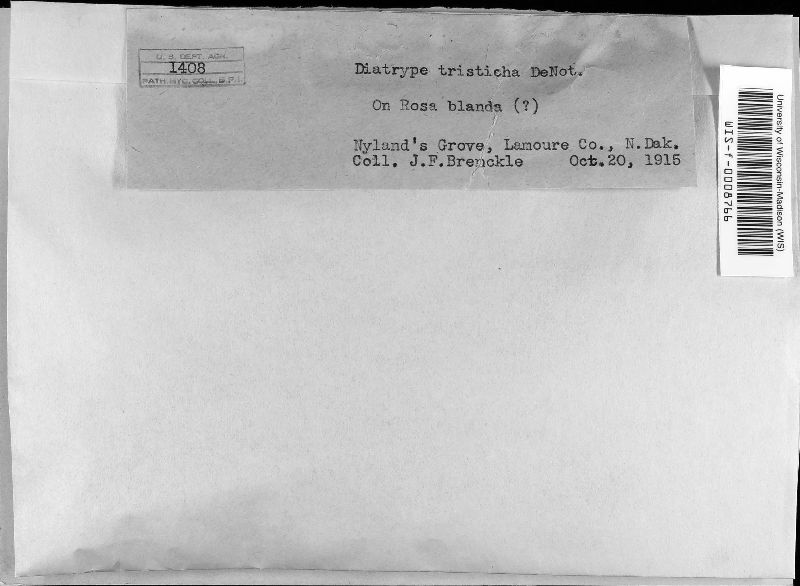 U. S. DEPT. AGR.
1408
PATH. MYC. COLL. B.P.I.
Diatrype tristicha DeNot.
On Rosa blanda (?)
Nyland's Grove, Lamoure Co., N.Dak.
Coll. J.F.Brenckle Oct.20, 1915
University of Wisconsin-Madison (WIS)
WIS-f-0008766